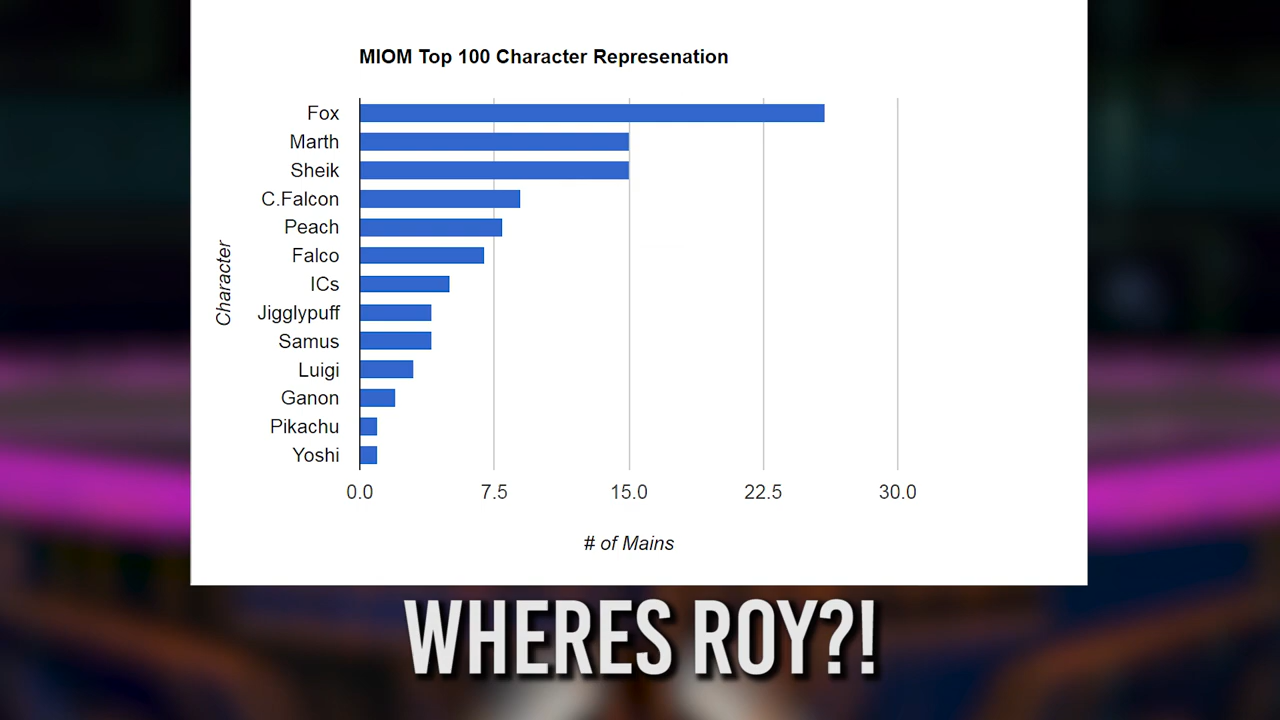 MIOM Top 100 Character Represenation
Fox
Marth
Sheik
C.Falcon
Peach
Falco
ICs
Jigglypuff
Samus
Luigi
Ganon
Pikachu
Yoshi
Character
0.0 7.5 15.0 22.5 30.0
# of Mains
WHERES ROY?!